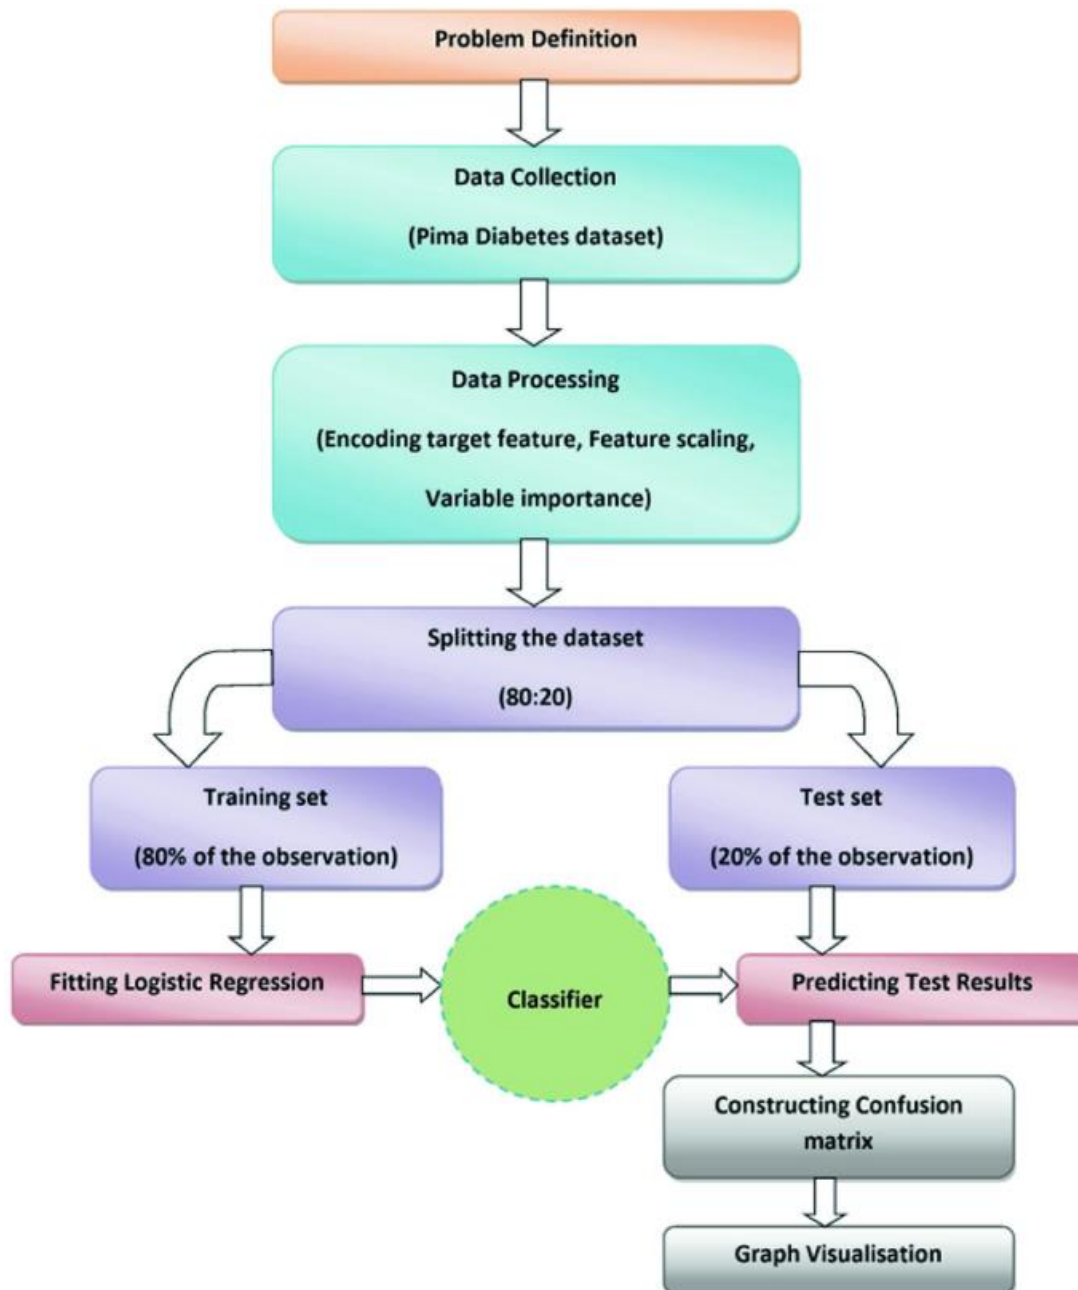 Problem Definition
Data Collection
(Pima Diabetes dataset)
Data Processing
(Encoding target feature, Feature scaling,
Variable importance)
Splitting the dataset
(80:20)
Training set
(80% of the observation)
Test set
(20% of the observation)
Fitting Logistic Regression
Classifier
Predicting Test Results
Constructing Confusion
matrix
Graph Visualisation